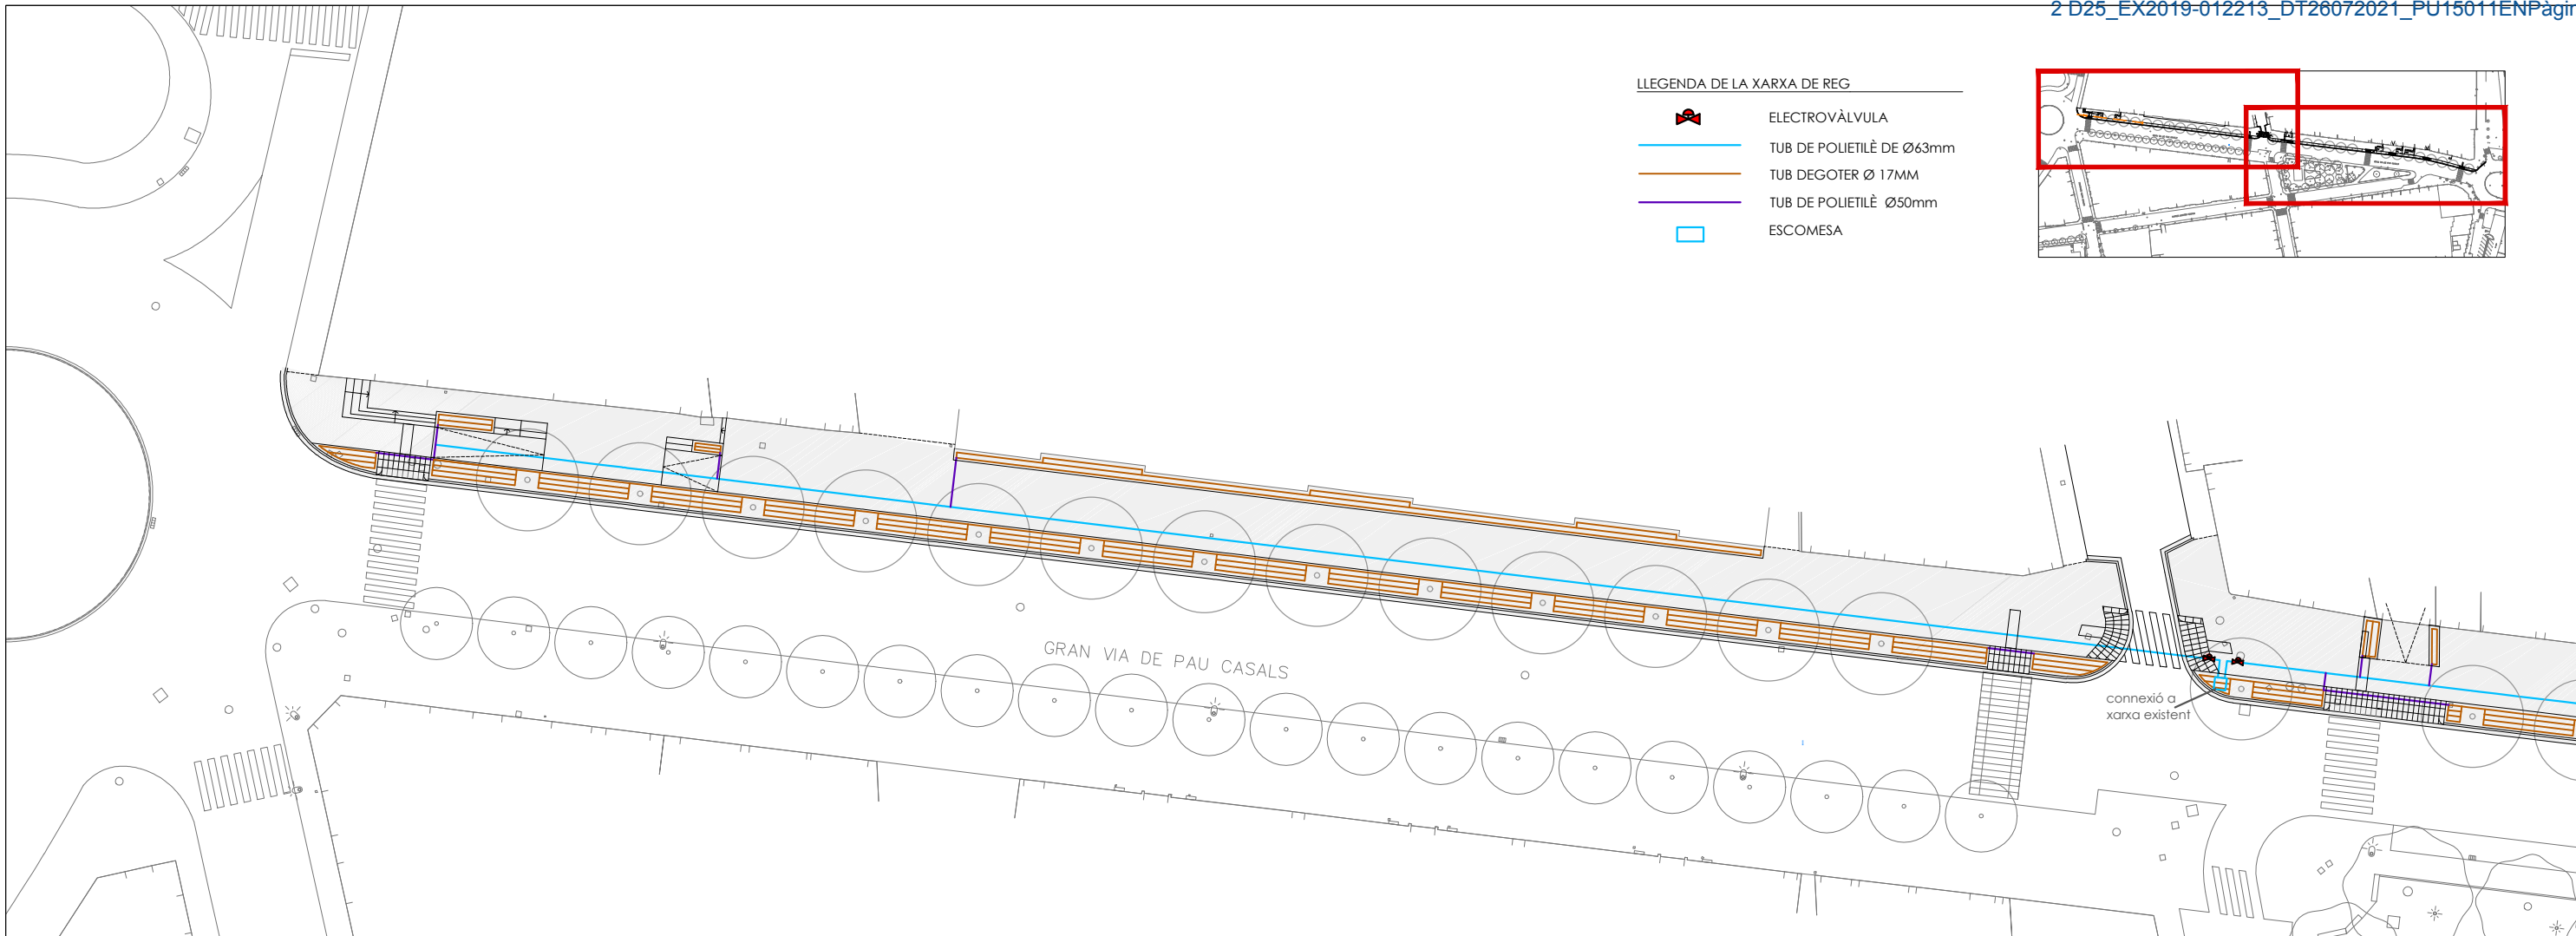 2 D25_EX2019-012213_DT26072021_PU15011ENPàgin
LLEGENDA DE LA XARXA DE REG
ELECTROVÀLVULA
TUB DE POLIETILÈ DE Ø63mm
TUB DEGOTER Ø 17MM
TUB DE POLIETILÈ Ø50mm
ESCOMESA
GRAN VIA DE PAU CASALS
connexió a
xarxa existent